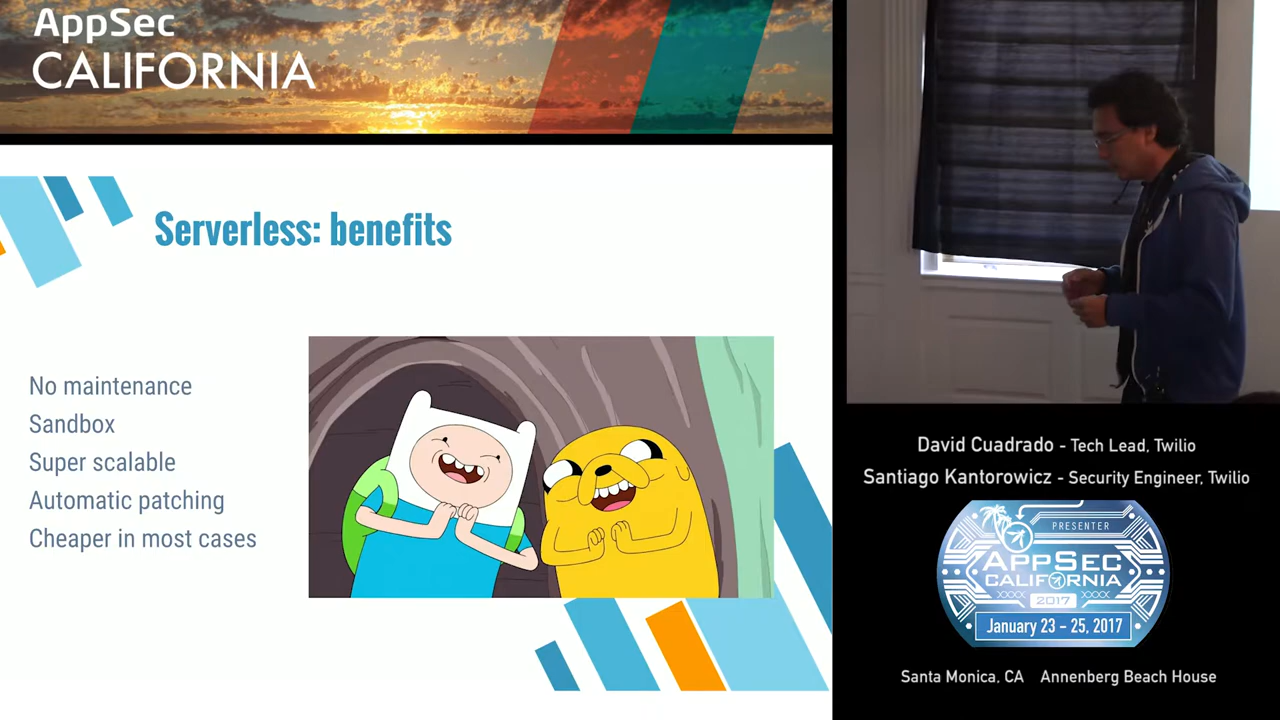 AppSec
CALIFORNIA
Serverless: benefits
No maintenance
Sandbox
Super scalable
Automatic patching
Cheaper in most cases
David Cuadrado - Tech Lead, Twilio
Santiago Kantorowicz - Security Engineer, Twilio
PRESENTER
APPSEC
CALIFORNIA
XXXX 2017 XXXX
January 23 - 25, 2017
Santa Monica, CA Annenberg Beach House